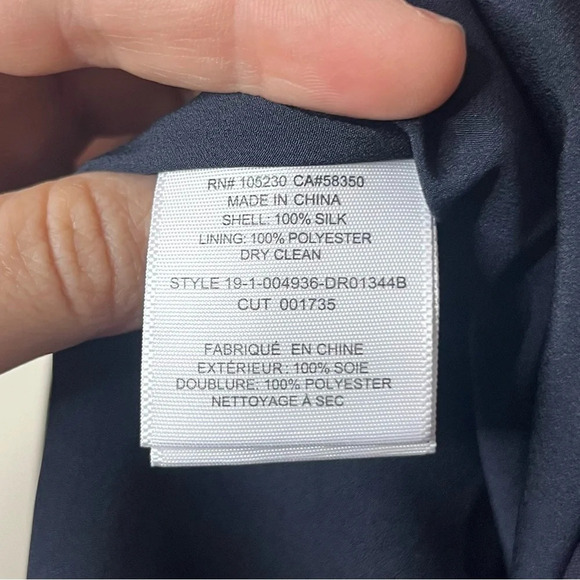 RN# 105230 CA#58350
MADE IN CHINA
SHELL: 100% SILK
LINING: 100% POLYESTER
DRY CLEAN
STYLE 19-1-004936-DR01344B
CUT 001735
FABRIQUÉ EN CHINE
EXTÉRIEUR: 100% SOIE
DOUBLURE: 100% POLYESTER
NETTOYAGE À SEC